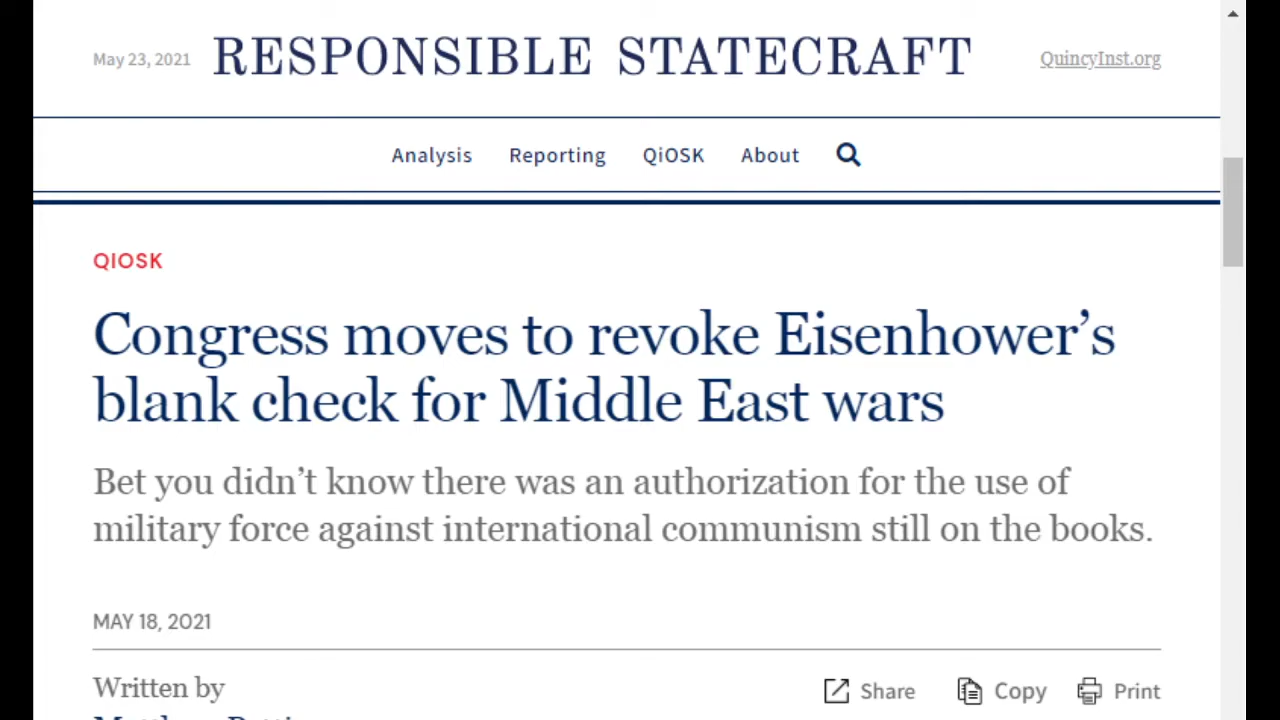 May 23, 2021 RESPONSIBLE STATECRAFT QuincyInst.org
Analysis Reporting QiOSK About
QIOSK
Congress moves to revoke Eisenhower’s
blank check for Middle East wars
Bet you didn’t know there was an authorization for the use of
military force against international communism still on the books.
MAY 18, 2021
Written by Share Copy Print